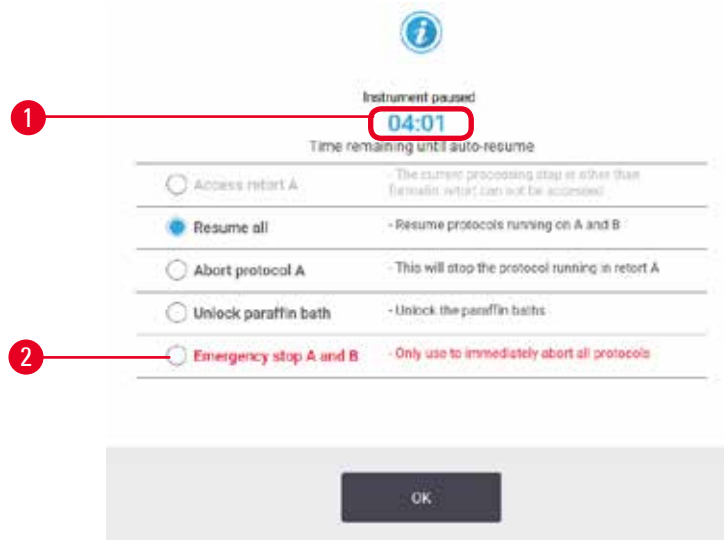 i
Instrument paused
1
04:01
Time remaining until auto-resume
Access retort A
- The current processing step is other than
formalin retort can not be accessed
Resume all
- Resume protocols running on A and B
Abort protocol A
- This will stop the protocol running in retort A
Unlock paraffin bath
- Unlock the paraffin baths
2
Emergency stop A and B
- Only use to immediately abort all protocols
OK